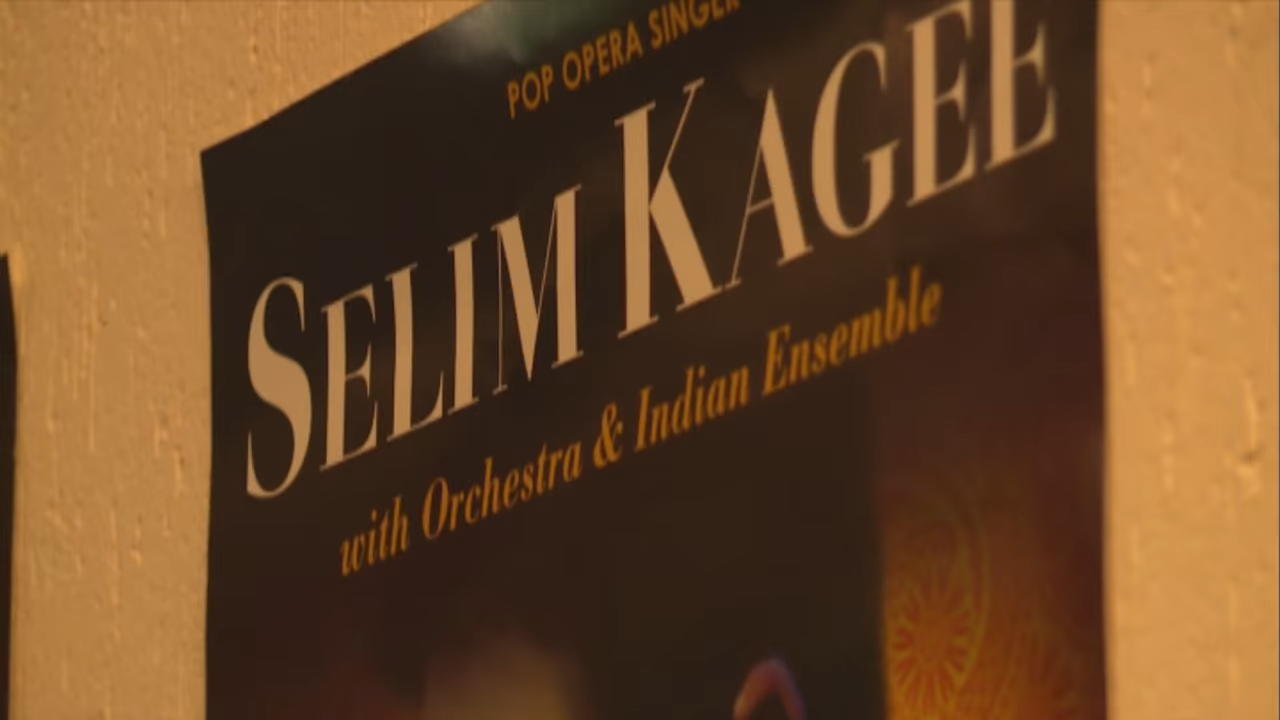 POP OPERA SINGER
SELIM KAGEE
with Orchestra & Indian Ensemble